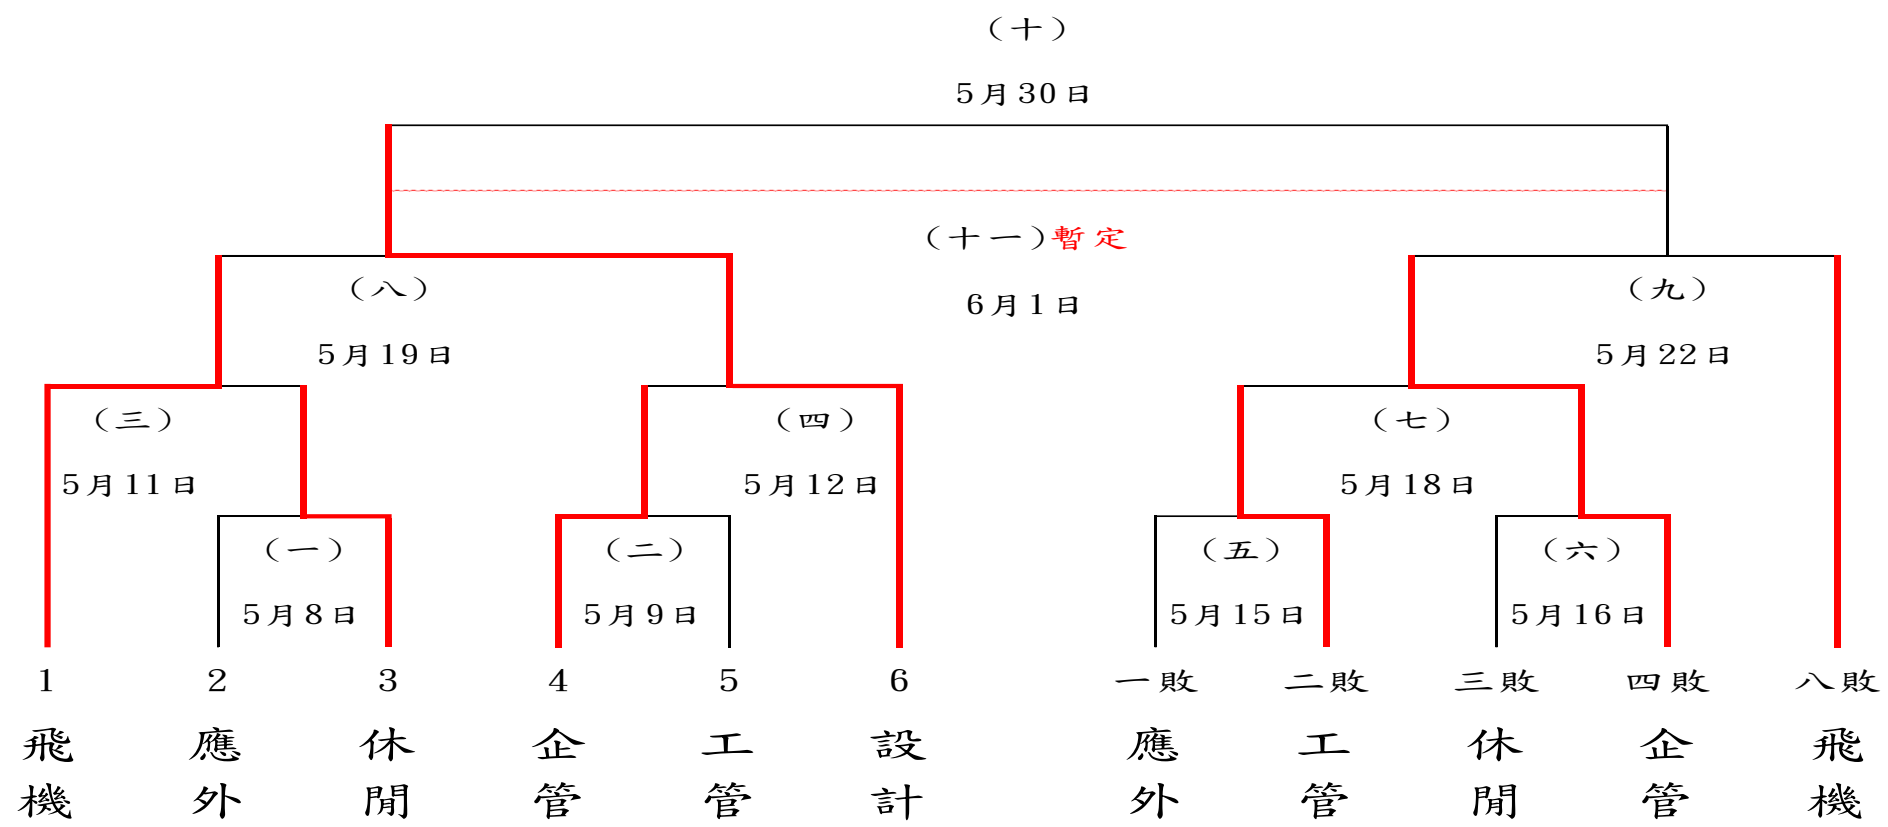 （十）
5月30日
（十一）暫定
6月1日
（八）
5月19日
（九）
5月22日
（三）
5月11日
（四）
5月12日
（七）
5月18日
（一）
5月8日
（二）
5月9日
（五）
5月15日
（六）
5月16日
1 2 3 4 5 6 一敗 二敗 三敗 四敗 八敗
飛機 應外 休閒 企管 工管 設計 應外 工管 休閒 企管 飛機